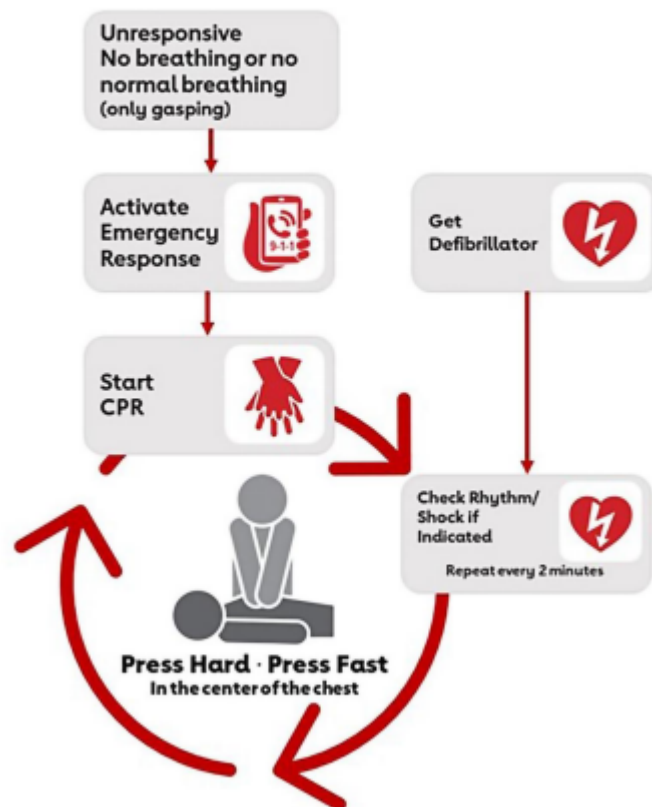 Unresponsive
No breathing or no
normal breathing
(only gasping)
Activate
Emergency
Response
9-1-1
Get
Defibrillator
Start
CPR
Check Rhythm/
Shock if
Indicated
Repeat every 2 minutes
Press Hard · Press Fast
In the center of the chest